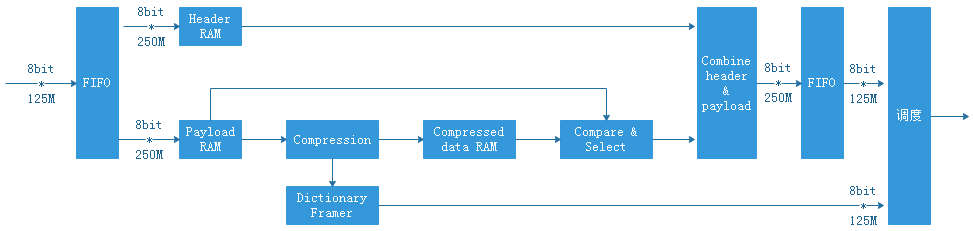 8bit
*
125M
FIFO
8bit
*
250M
Header
RAM
8bit
*
250M
Payload
RAM
Compression
Compressed
data RAM
Compare &
Select
Dictionary
Framer
Combine
header
&
payload
8bit
*
250M
FIFO
8bit
*
125M
8bit
*
125M
调度